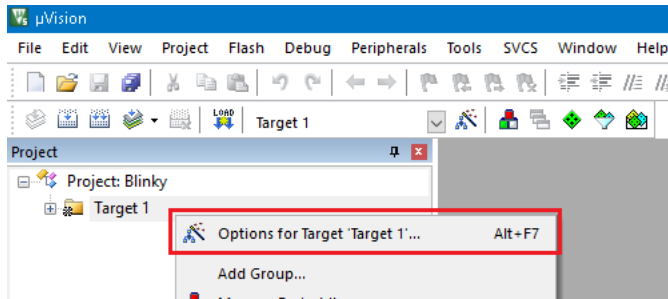 µVision
File Edit View Project Flash Debug Peripherals Tools SVCS Window Help
LOAD Target 1
Project
Project: Blinky
Target 1
Options for Target 'Target 1'... Alt+F7
Add Group...